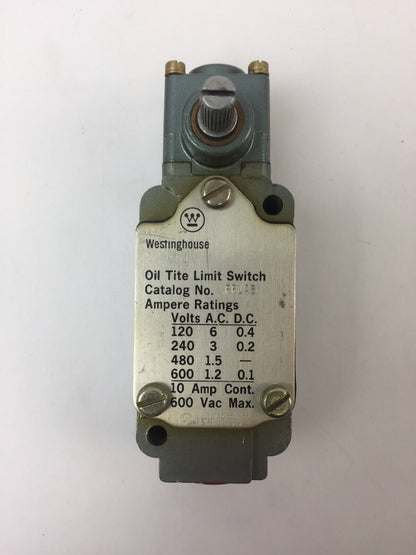 Westinghouse
Oil Tite Limit Switch
Catalog No.
Ampere Ratings
Volts A.C. D.C.
120 6 0.4
240 3 0.2
480 1.5 —
600 1.2 0.1
10 Amp Cont.
600 Vac Max.